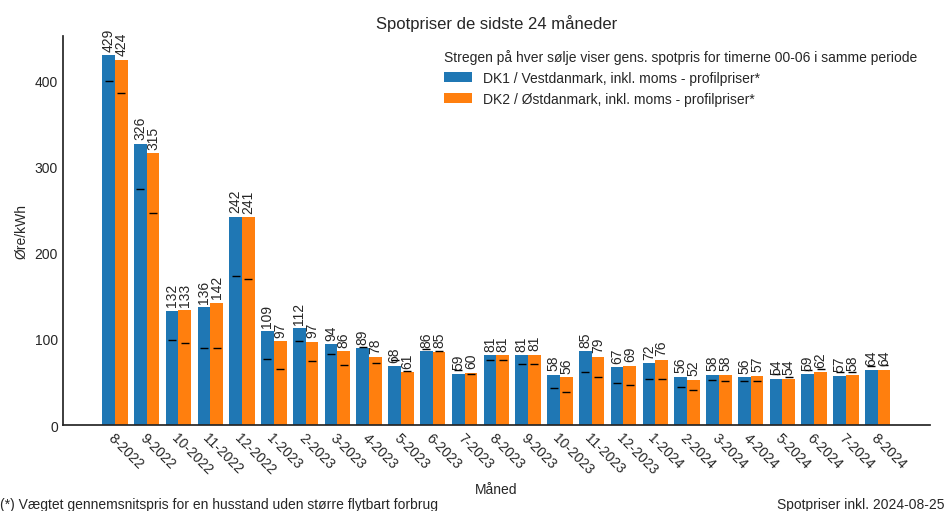 Spotpriser de sidste 24 måneder
Stregen på hver sølje viser gens. spotpris for timerne 00-06 i samme periode
DK1 / Vestdanmark, inkl. moms - profilpriser*
DK2 / Østdanmark, inkl. moms - profilpriser*
Øre/kWh
400
300
200
100
0
429 424 326 315 132 133 136 142 242 241 109 97 112 97 94 86 89 78 68 61 86 85 59 60 81 81 81 81 58 56 85 79 67 69 72 76 56 52 58 58 56 57 54 54 59 62 57 58 64 64
8-2022 9-2022 10-2022 11-2022 12-2022 1-2023 2-2023 3-2023 4-2023 5-2023 6-2023 7-2023 8-2023 9-2023 10-2023 11-2023 12-2023 1-2024 2-2024 3-2024 4-2024 5-2024 6-2024 7-2024 8-2024
Måned
(*) Vægtet gennemsnitspris for en husstand uden større flytbart forbrug
Spotpriser inkl. 2024-08-25